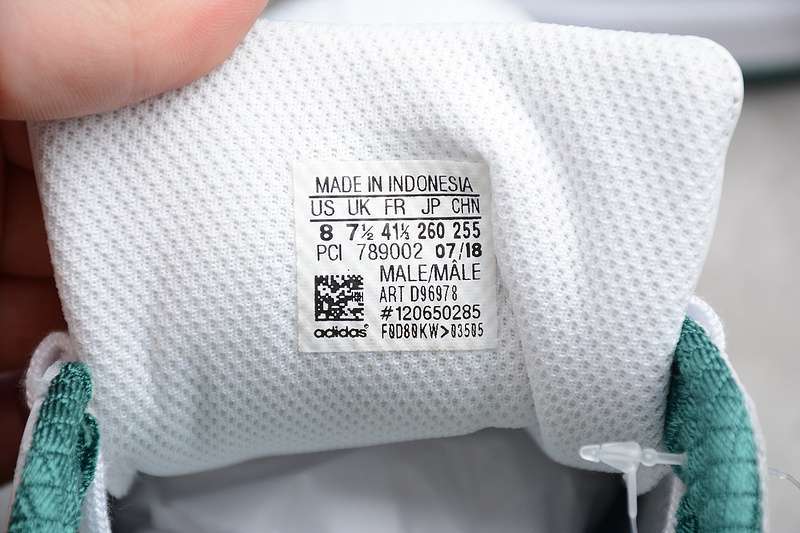 MADE IN INDONESIA
US UK FR JP CHN
8 7½ 41⅓ 260 255
PCI 789002 07/18
MALE/MÂLE
ART D96978
#120650285
adidas® F0D80KW>03505